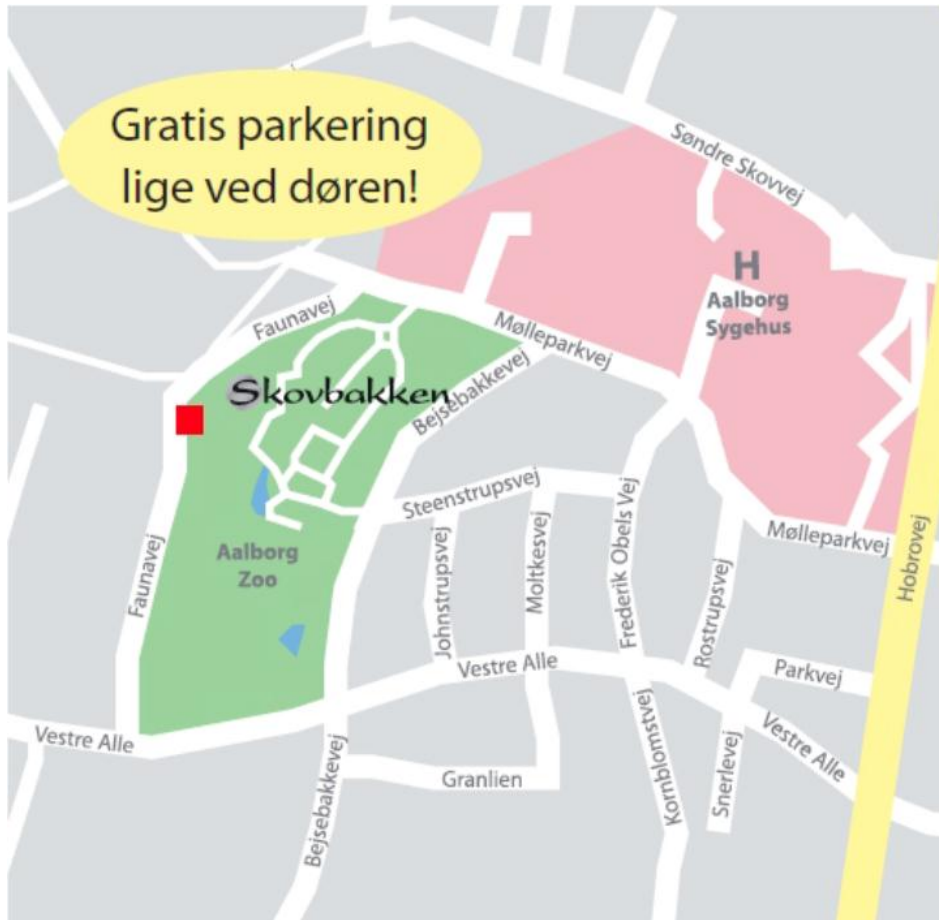 Gratis parkering
lige ved døren!
Søndre Skovvej
H
Aalborg
Sygehus
Faunavej
Mølleparkvej
Skovbakken
Bejsebakkevej
Steenstrupsvej
Mølleparkvej
Hobrovej
Aalborg
Zoo
Faunavej
Johnstrupsvej
Moltkesvej
Frederik Obels Vej
Rostrupsvej
Vestre Alle
Parkvej
Vestre Alle
Vestre Alle
Bejsebakkevej
Granlien
Kornblomstvej
Snerlevej